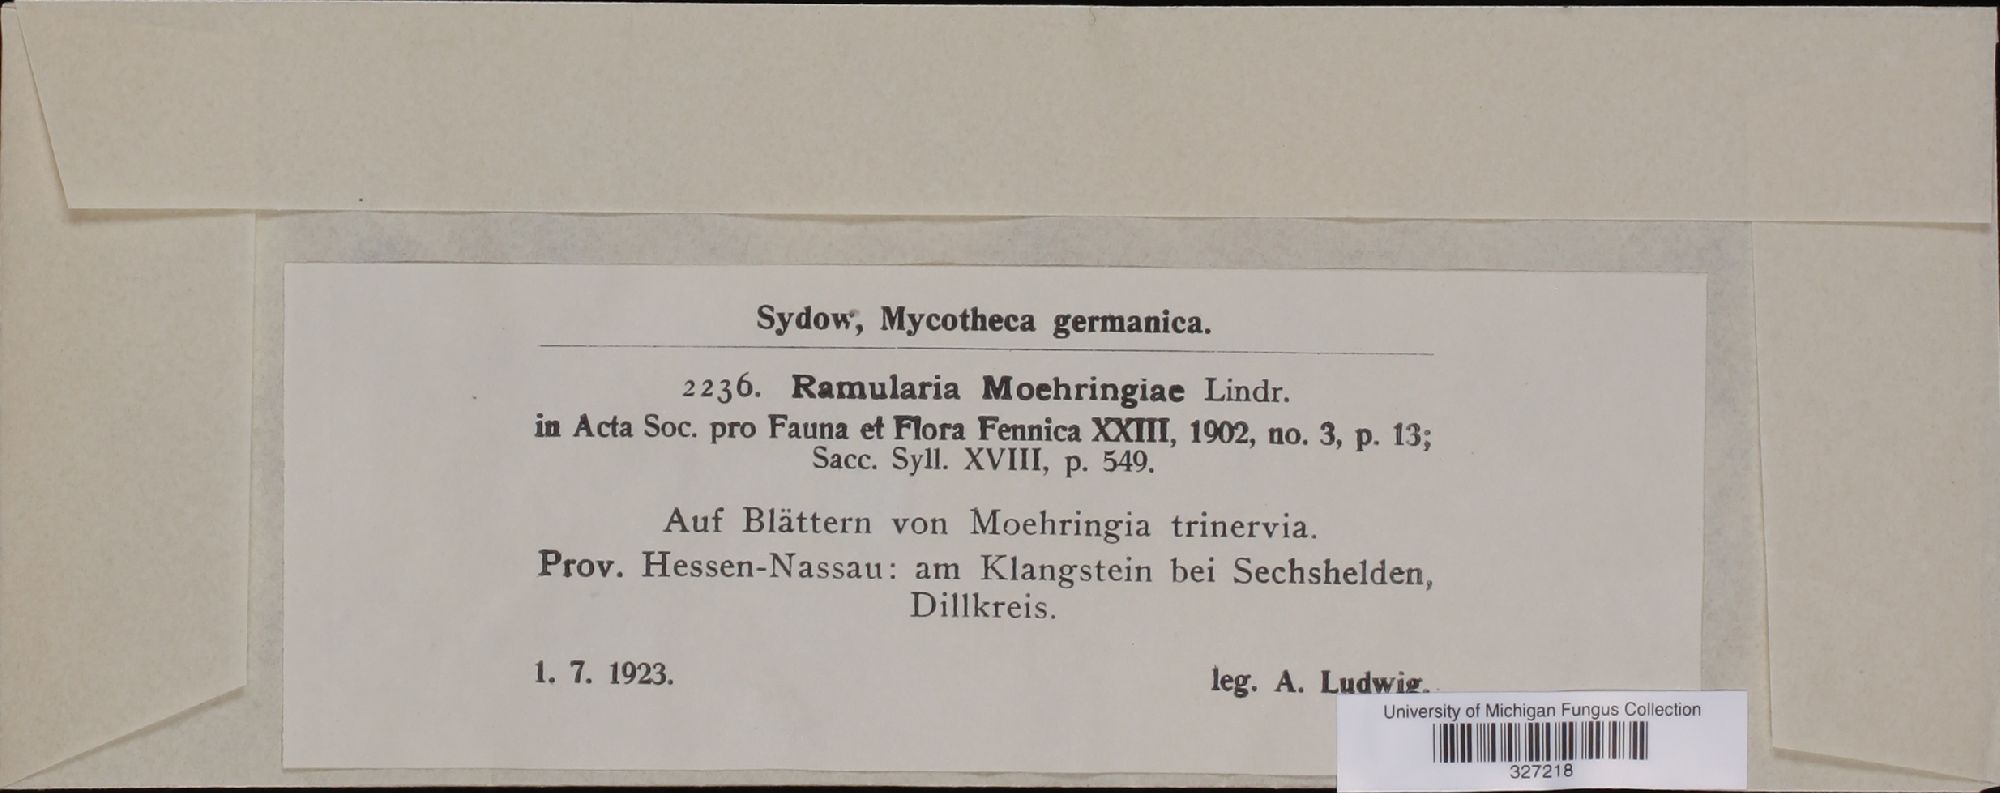 Sydow, Mycotheca germanica.
2236. Ramularia Moehringiae Lindr.
in Acta Soc. pro Fauna et Flora Fennica XXIII, 1902, no. 3, p. 13;
Sacc. Syll. XVIII, p. 549.
Auf Blättern von Moehringia trinervia.
Prov. Hessen-Nassau: am Klangstein bei Sechshelden,
Dillkreis.
1. 7. 1923. leg. A. Ludwig.
University of Michigan Fungus Collection
327218